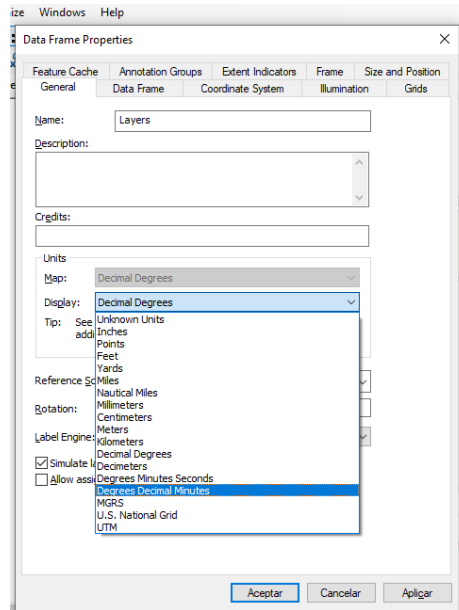 ize Windows Help
Data Frame Properties
Feature Cache Annotation Groups Extent Indicators Frame Size and Position
General Data Frame Coordinate System Illumination Grids
Name: Layers
Description:
Credits:
Units
Map: Decimal Degrees
Display: Decimal Degrees
Tip: See
addi
Unknown Units
Inches
Points
Feet
Yards
Miles
Nautical Miles
Millimeters
Centimeters
Meters
Kilometers
Decimal Degrees
Decimeters
Degrees Minutes Seconds
Degrees Decimal Minutes
MGRS
U.S. National Grid
UTM
Reference Sc
Rotation:
Label Engine:
Simulate la
Allow assi
Aceptar Cancelar Aplicar